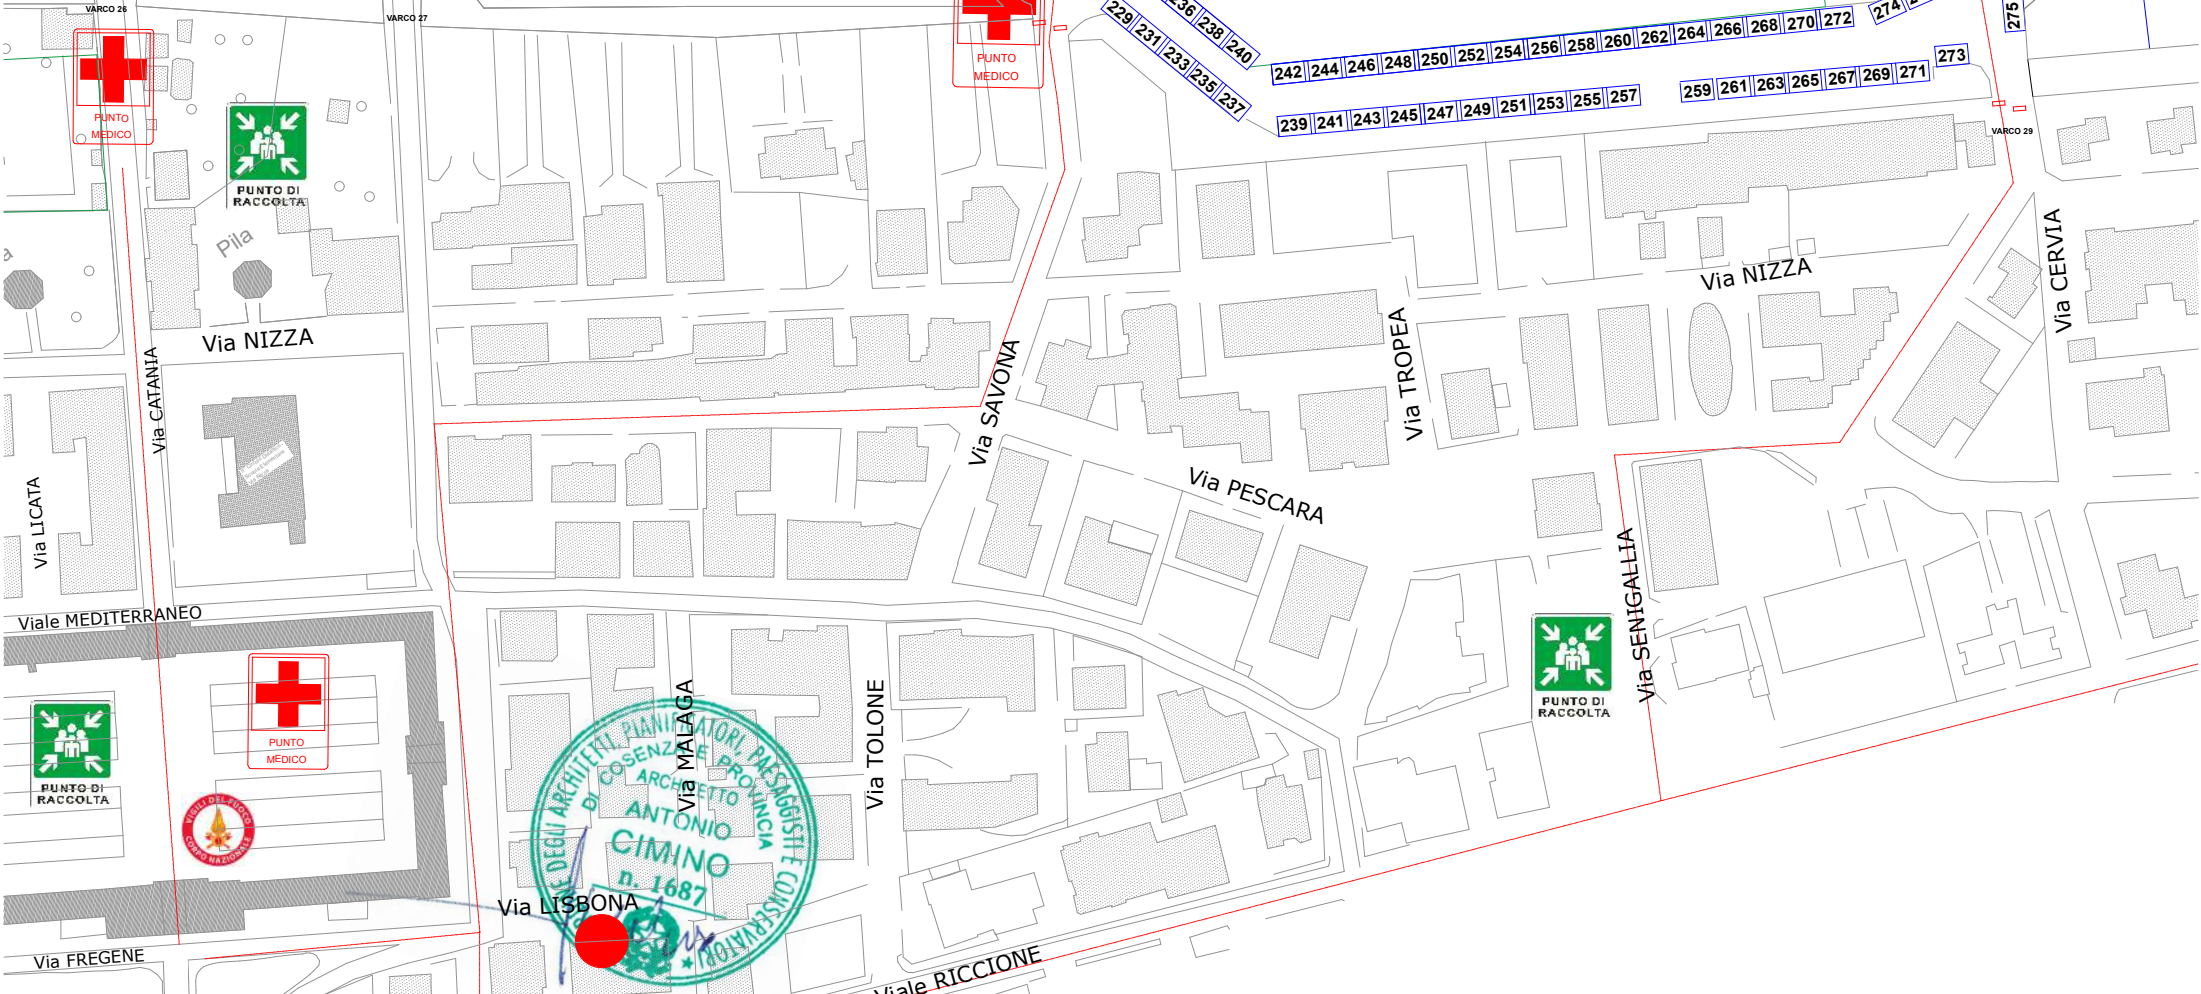 VARCO 26
VARCO 27
PUNTO
MEDICO
PUNTO DI
RACCOLTA
PUNTO
MEDICO
229
231
233
235
237
236
238
240
242
244
246
248
250
252
254
256
258
260
262
264
266
268
270
272
274
275
239
241
243
245
247
249
251
253
255
257
259
261
263
265
267
269
271
273
VARCO 29
Pila
Via NIZZA
Via NIZZA
Via CERVIA
Via CATANIA
Via SAVONA
Via TROPEA
Via LICATA
Via PESCARA
Via SENIGALLIA
Viale MEDITERRANEO
PUNTO
MEDICO
PUNTO DI
RACCOLTA
PUNTO DI
RACCOLTA
VIGILI DEL FUOCO
CORPO NAZIONALE
Via MALAGA
Via TOLONE
ORDINE DEGLI ARCHITETTI, PIANIFICATORI, PAESAGGISTI E CONSERVATORI
DI COSENZA E PROVINCIA
ARCHITETTO
ANTONIO
CIMINO
n. 1687
Via LISBONA
Via FREGENE
Viale RICCIONE